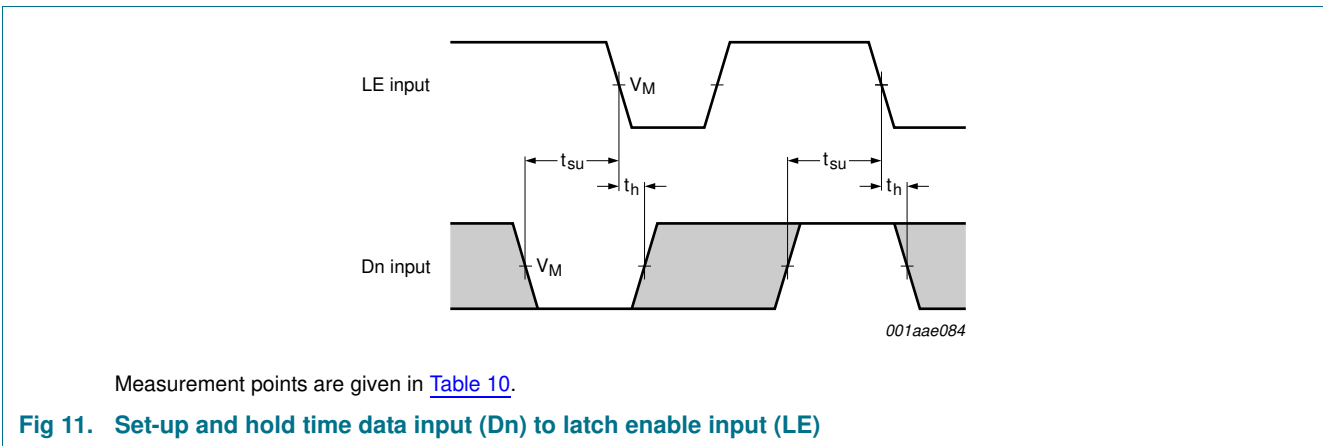 LE input
VM
tsu
tsu
th
th
Dn input
VM
001aae084
Measurement points are given in Table 10.
Fig 11. Set-up and hold time data input (Dn) to latch enable input (LE)